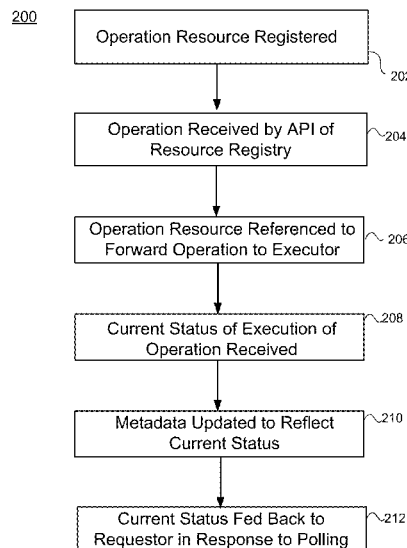 200
Operation Resource Registered
202
Operation Received by API of
Resource Registry
204
Operation Resource Referenced to
Forward Operation to Executor
206
Current Status of Execution of
Operation Received
208
Metadata Updated to Reflect
Current Status
210
Current Status Fed Back to
Requestor in Response to Polling
212